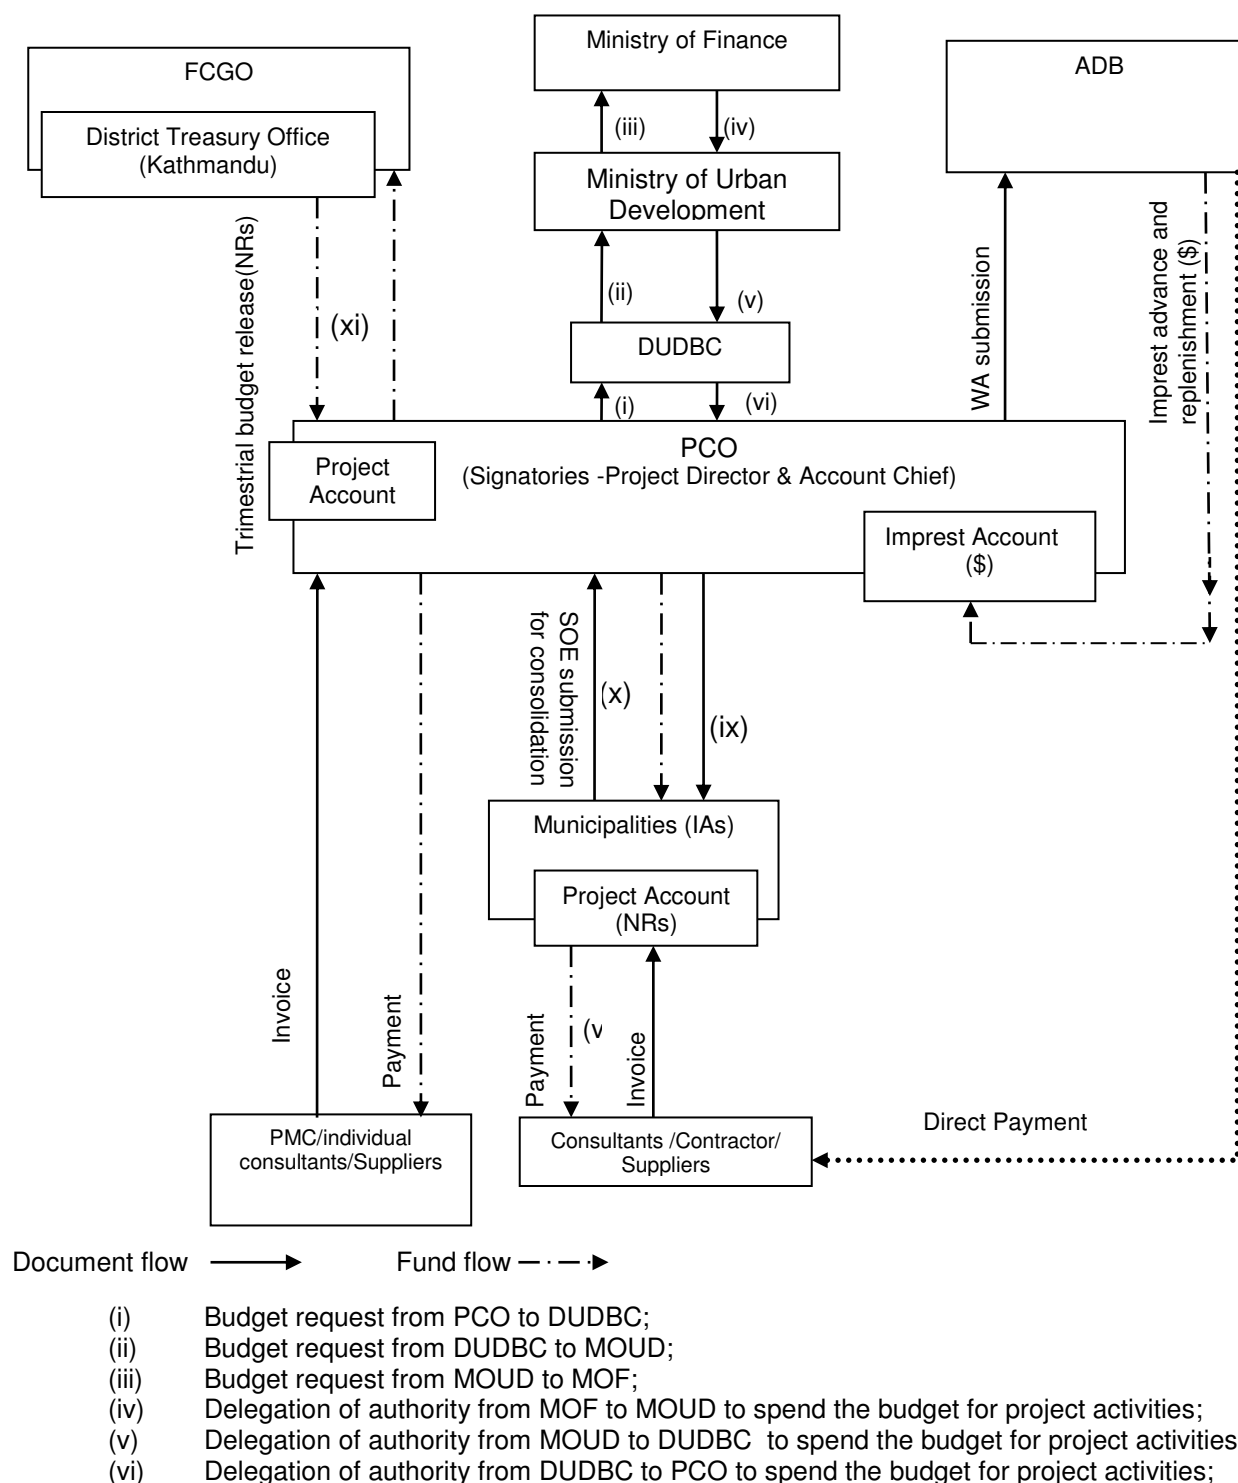 Ministry of Finance
FCGO
ADB
District Treasury Office
(Kathmandu)
(iii)
(iv)
Ministry of Urban
Development
Trimestrial budget release(NRs)
(xi)
(ii)
(v)
WA submission
Imprest advance and
replenishment ($)
DUDBC
(i)
(vi)
PCO
(Signatories -Project Director & Account Chief)
Project
Account
Imprest Account
($)
SOE submission
for consolidation
(x)
(ix)
Municipalities (IAs)
Project Account
(NRs)
Invoice
Payment
Payment
(v
Invoice
PMC/individual
consultants/Suppliers
Consultants /Contractor/
Suppliers
Direct Payment
Document flow
Fund flow
(i) Budget request from PCO to DUDBC;
(ii) Budget request from DUDBC to MOUD;
(iii) Budget request from MOUD to MOF;
(iv) Delegation of authority from MOF to MOUD to spend the budget for project activities;
(v) Delegation of authority from MOUD to DUDBC to spend the budget for project activities
(vi) Delegation of authority from DUDBC to PCO to spend the budget for project activities;